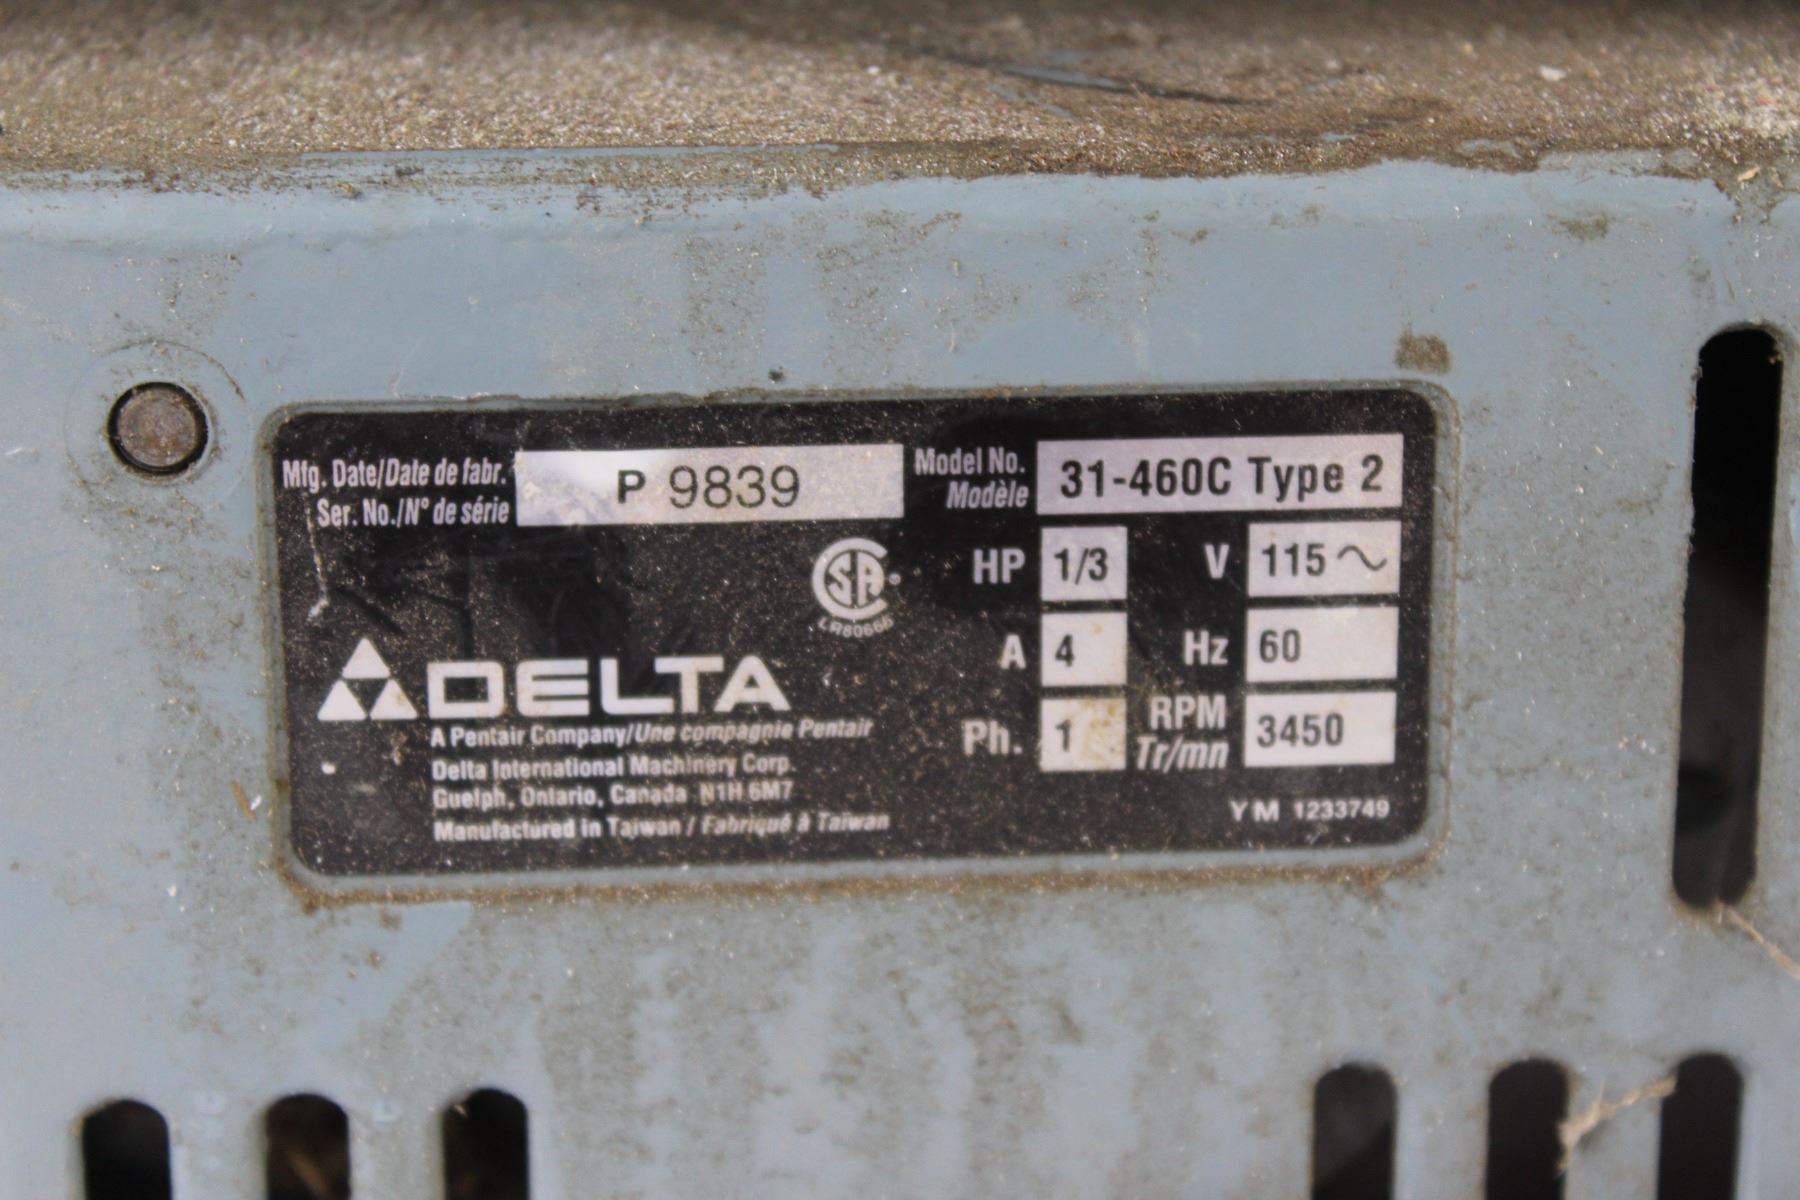 Mfg. Date/Date de fabr.
Ser. No./N° de série
P 9839
Model No.
Modèle
31-460C Type 2
HP 1/3 V 115~
A 4 Hz 60
Ph. 1 RPM
Tr/mn 3450
CSA
LR80666
DELTA
A Pentair Company/Une compagnie Pentair
Delta International Machinery Corp.
Guelph, Ontario, Canada N1H 6M7
Manufactured in Taiwan / Fabriqué à Taiwan
YM 1233749